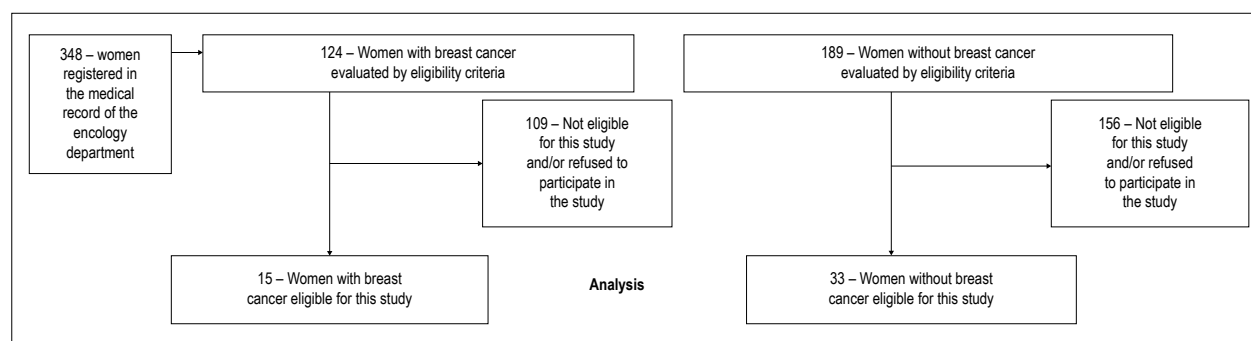 348 – women
registered in
the medical
record of the
encology
department
124 – Women with breast cancer
evaluated by eligibility criteria
109 – Not eligible
for this study
and/or refused to
participate in
the study
15 – Women with breast
cancer eligible for this study
Analysis
189 – Women without breast cancer
evaluated by eligibility criteria
156 – Not eligible
for this study
and/or refused
to participate in
the study
33 – Women without breast
cancer eligible for this study